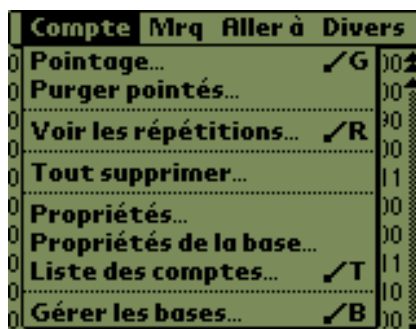 Compte Mrq Aller à Divers
Pointage… ⁄G
Purger pointés…
Voir les répétitions… ⁄R
Tout supprimer…
Propriétés…
Propriétés de la base…
Liste des comptes… ⁄T
Gérer les bases… ⁄B